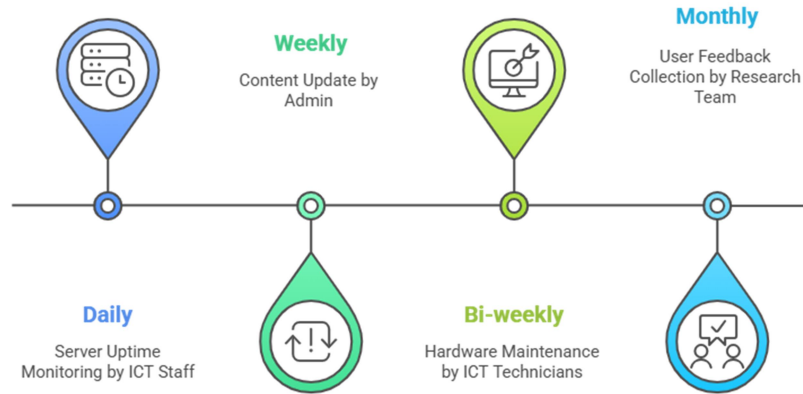 Weekly
Content Update by
Admin
Monthly
User Feedback
Collection by Research
Team
Daily
Server Uptime
Monitoring by ICT Staff
Bi-weekly
Hardware Maintenance
by ICT Technicians